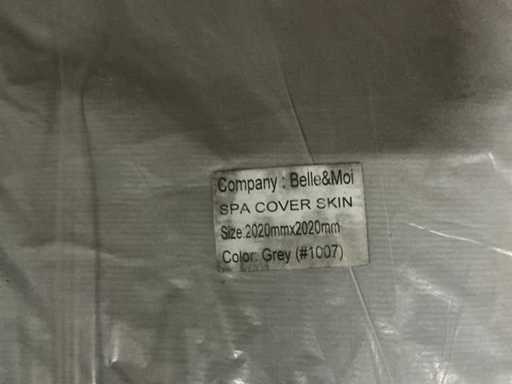 Company : Belle&Moi
SPA COVER SKIN
Size:2020mmx2020mm
Color: Grey (#1007)